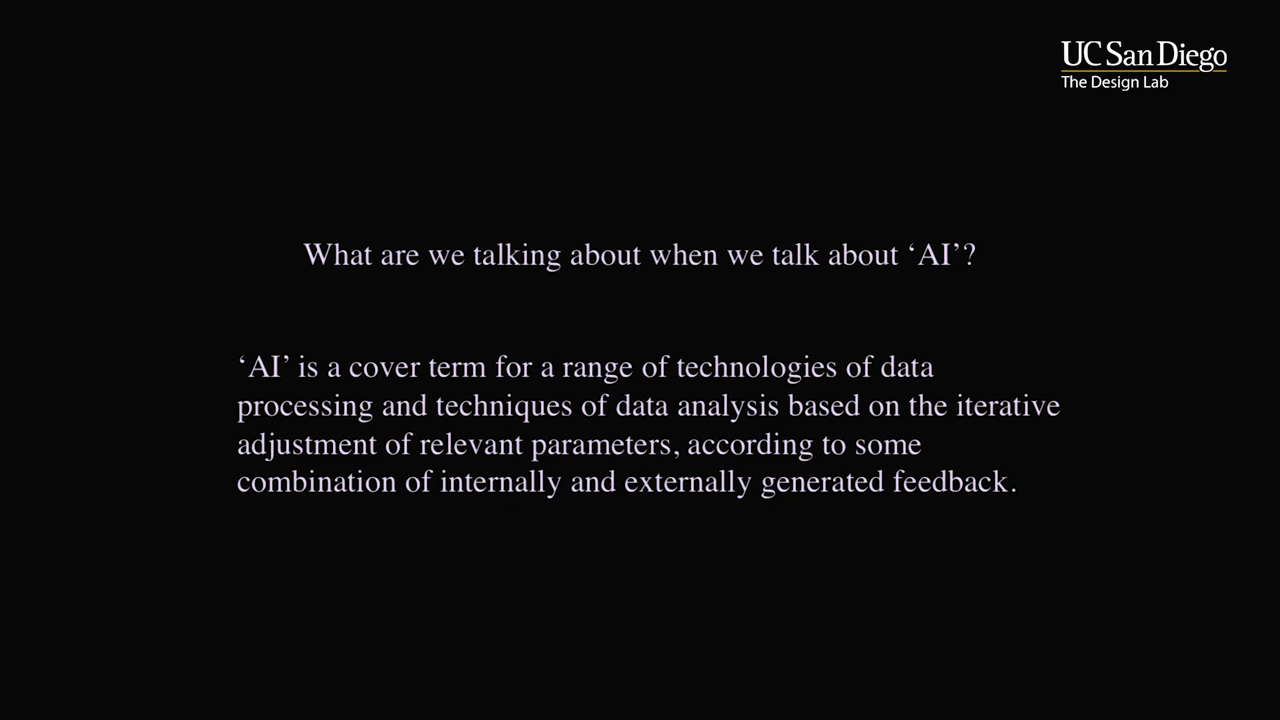 UC San Diego
The Design Lab
What are we talking about when we talk about ‘AI’?
‘AI’ is a cover term for a range of technologies of data
processing and techniques of data analysis based on the iterative
adjustment of relevant parameters, according to some
combination of internally and externally generated feedback.